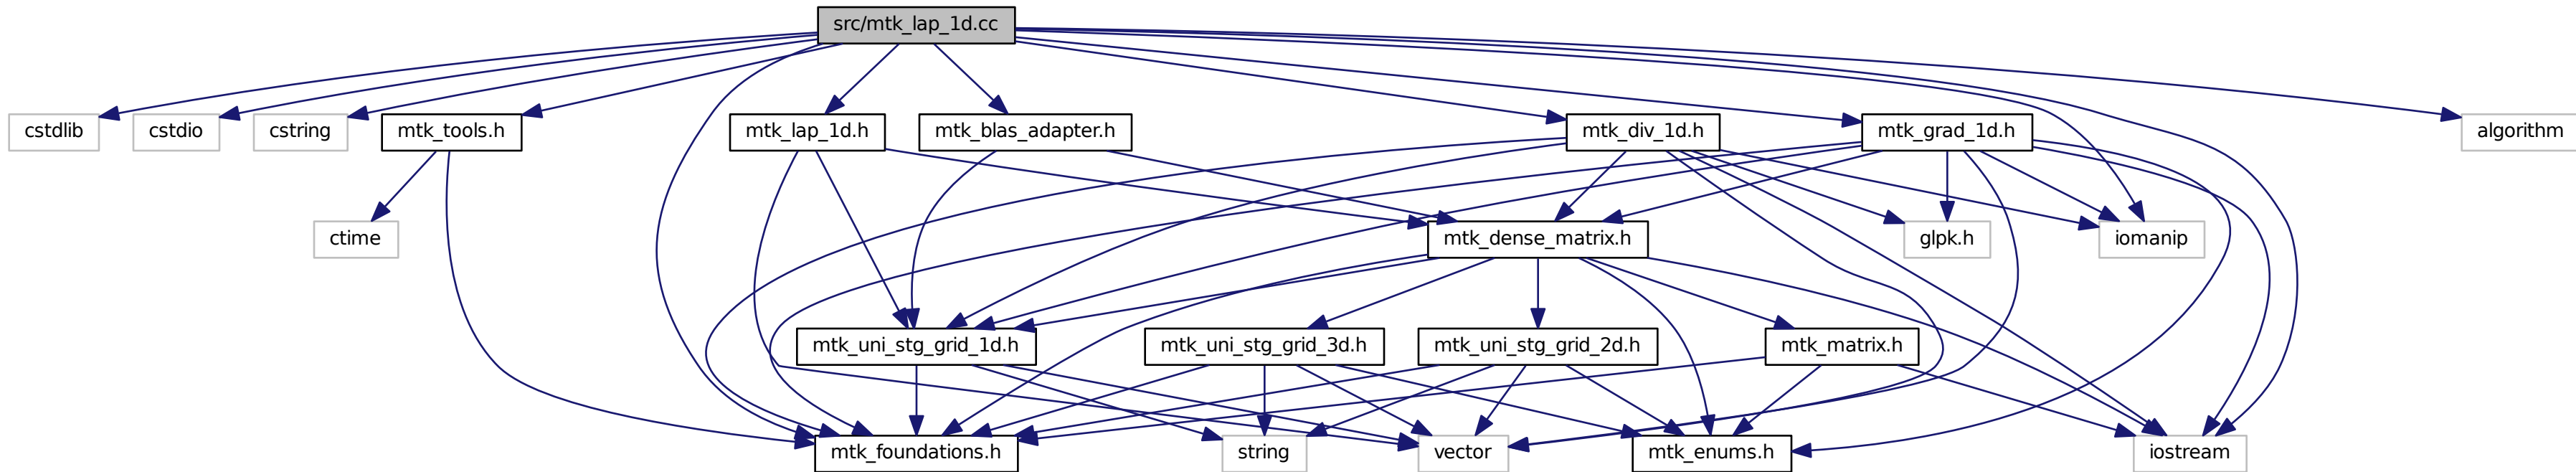 src/mtk_lap_1d.cc
cstdlib
cstdio
cstring
mtk_tools.h
mtk_lap_1d.h
mtk_blas_adapter.h
mtk_div_1d.h
mtk_grad_1d.h
algorithm
ctime
mtk_dense_matrix.h
glpk.h
iomanip
mtk_uni_stg_grid_1d.h
mtk_uni_stg_grid_3d.h
mtk_uni_stg_grid_2d.h
mtk_matrix.h
mtk_foundations.h
string
vector
mtk_enums.h
iostream